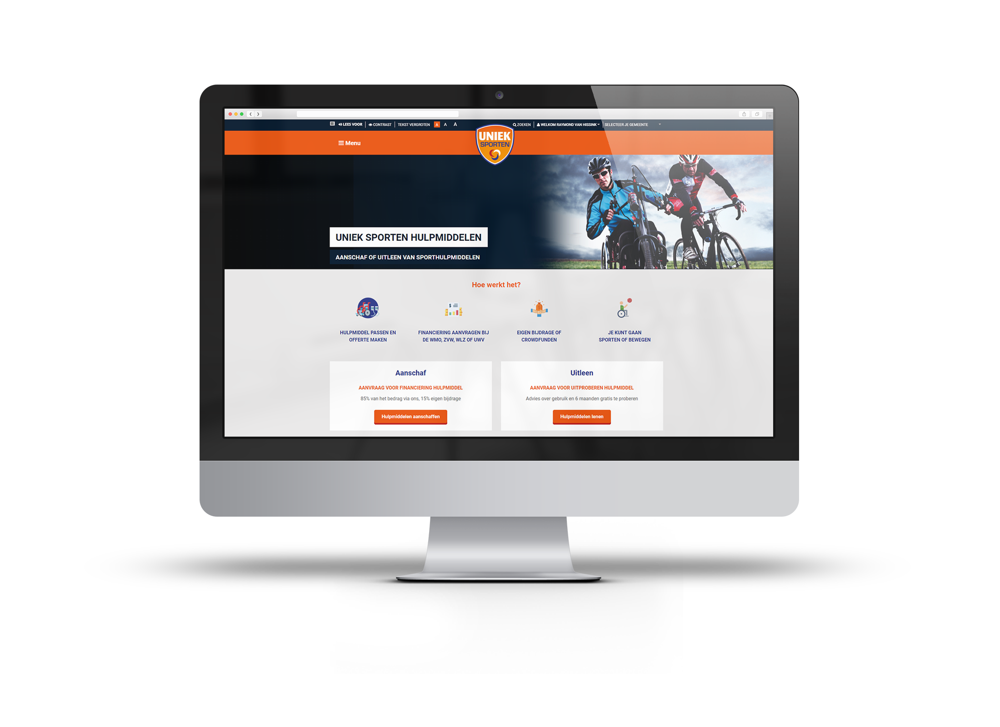 LEES VOOR CONTRAST TEKST VERGROTEN A A A
ZOEKEN WELKOM RAYMOND VAN HISSINK SELECTEER JE GEMEENTE
Menu
UNIEK
SPORTEN
UNIEK SPORTEN HULPMIDDELEN
AANSCHAF OF UITLEEN VAN SPORTHULPMIDDELEN
Hoe werkt het?
HULPMIDDEL PASSEN EN
OFFERTE MAKEN
FINANCIERING AANVRAGEN BIJ
DE WMO, ZVW, WLZ OF UWV
EIGEN BIJDRAGE OF
CROWDFUNDEN
JE KUNT GAAN
SPORTEN OF BEWEGEN
Aanschaf
AANVRAAG VOOR FINANCIERING HULPMIDDEL
85% van het bedrag via ons, 15% eigen bijdrage
Hulpmiddelen aanschaffen
Uitleen
AANVRAAG VOOR UITPROBEREN HULPMIDDEL
Advies over gebruik en 6 maanden gratis te proberen
Hulpmiddelen lenen